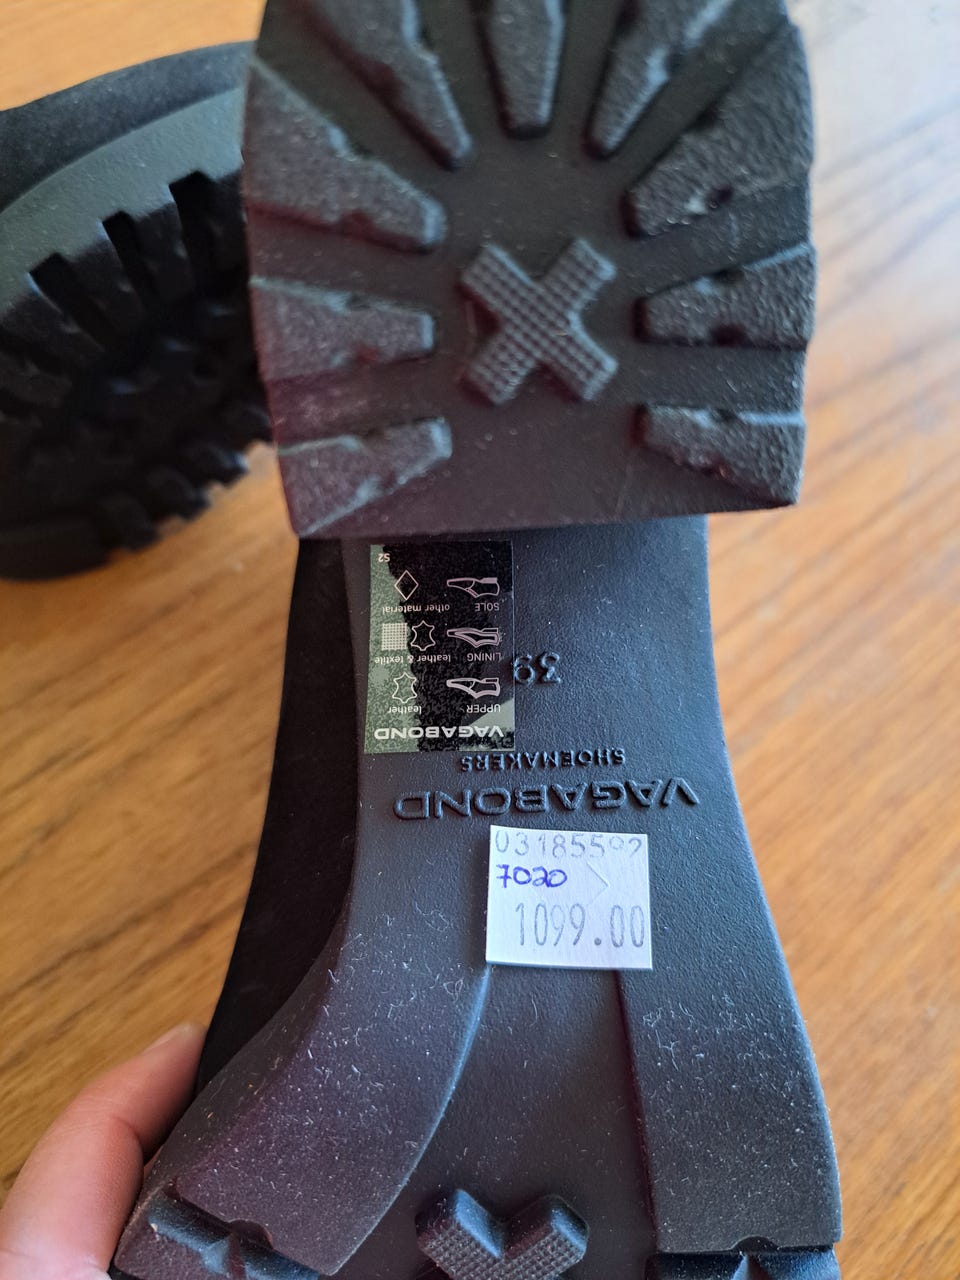 VAGABOND
SHOEMAKERS
39
VAGABOND
UPPER leather
LINING leather & textile
SOLE other material
S2
7020
1099.00